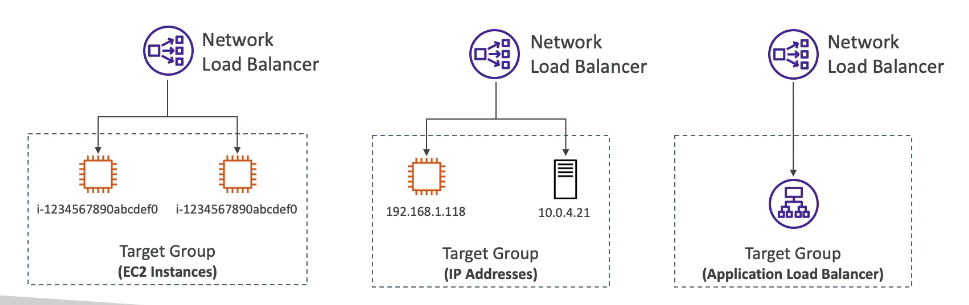 Network
Load Balancer
i-1234567890abcdef0
i-1234567890abcdef0
Target Group
(EC2 Instances)
Network
Load Balancer
192.168.1.118
10.0.4.21
Target Group
(IP Addresses)
Network
Load Balancer
Target Group
(Application Load Balancer)